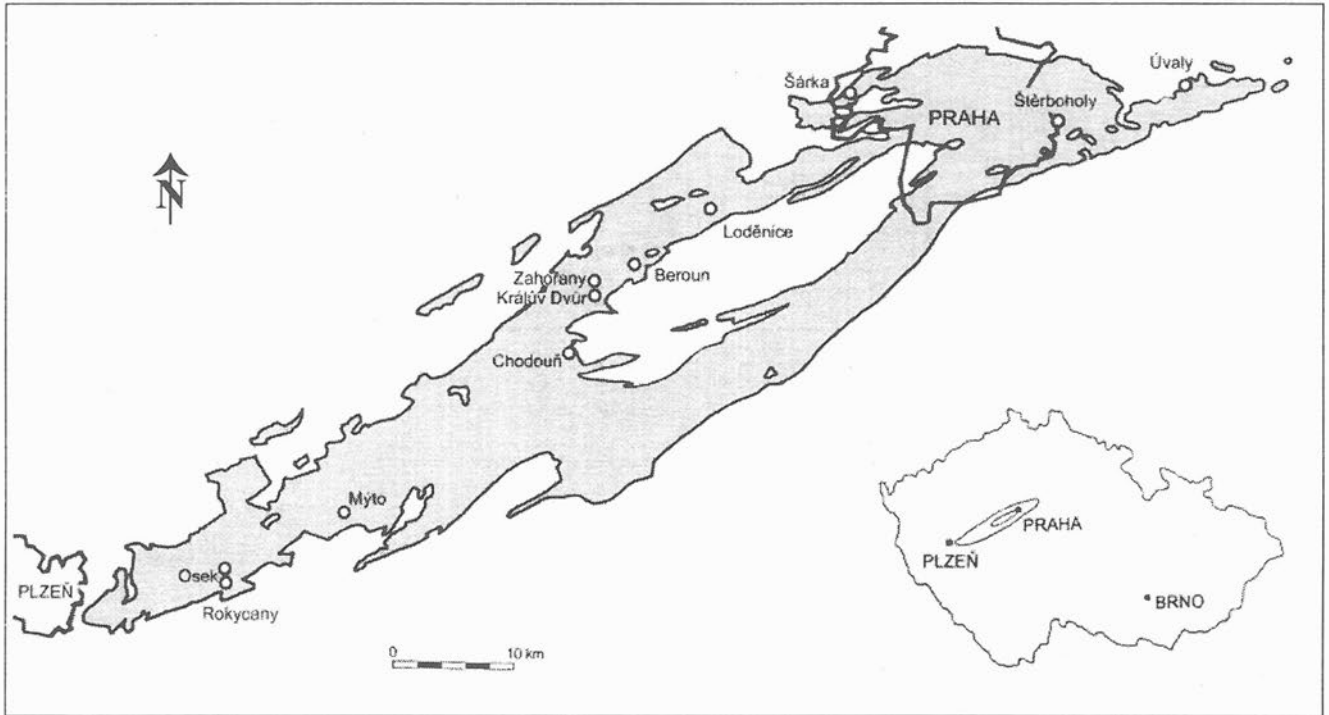 Úvaly
Šárka
Štěrboholy
PRAHA
N
Loděnice
Beroun
Zahořany
Králův Dvůr
Chodouň
Mýto
PRAHA
PLZEŇ
Osek
PLZEŇ
BRNO
Rokycany
0 10 km